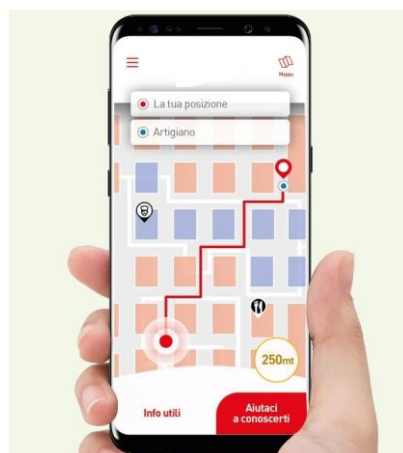 Mappa
La tua posizione
Artigiano
250mt
Info utili
Aiutaci
a conoscerti